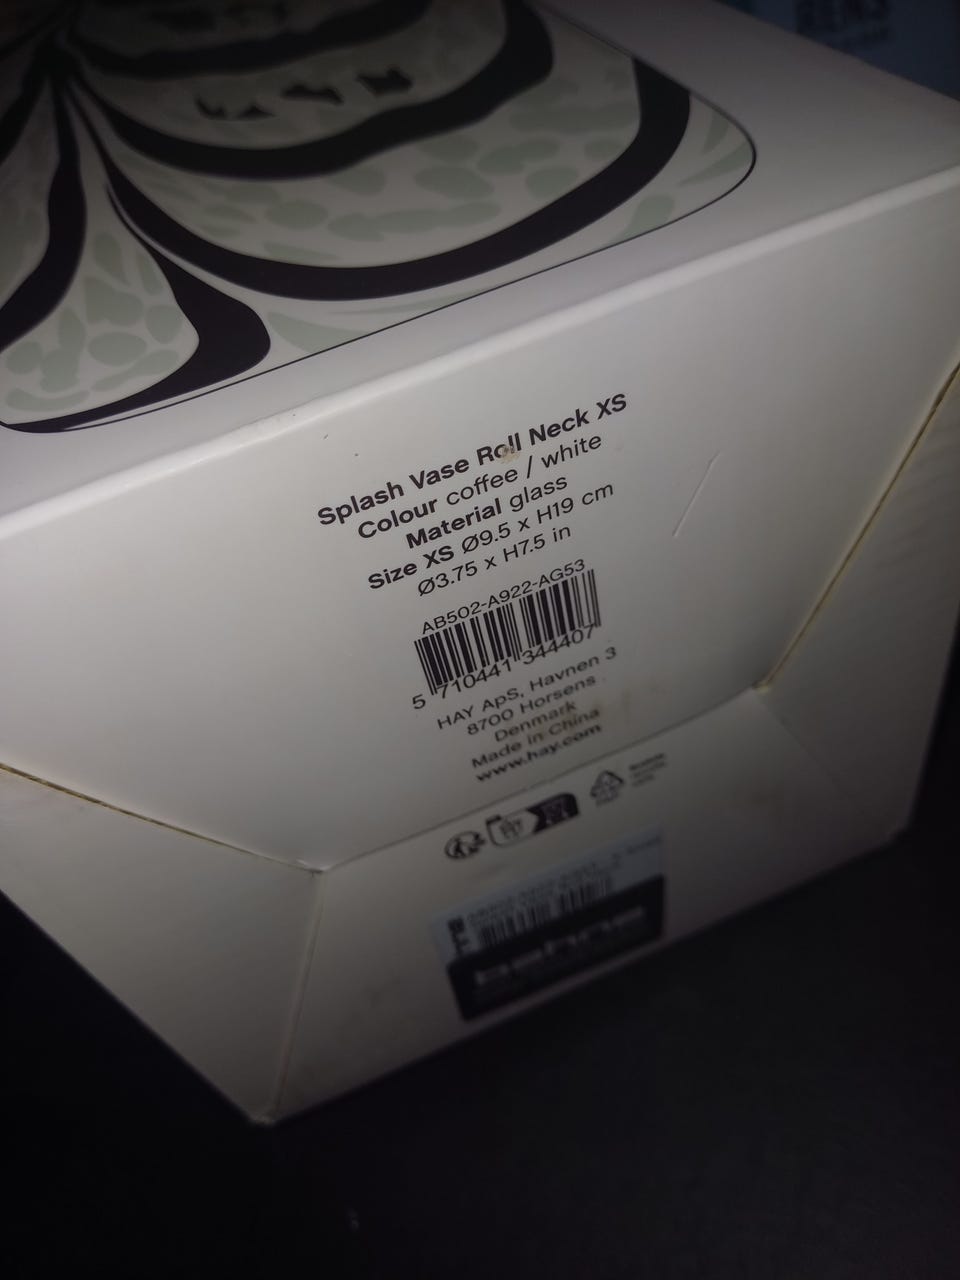 Splash Vase Roll Neck XS
Colour coffee / white
Material glass
Size XS Ø9.5 x H19 cm
Ø3.75 x H7.5 in
AB502-A922-AG53
5 710441 344407
HAY ApS, Havnen 3
8700 Horsens
Denmark
Made in China
www.hay.com